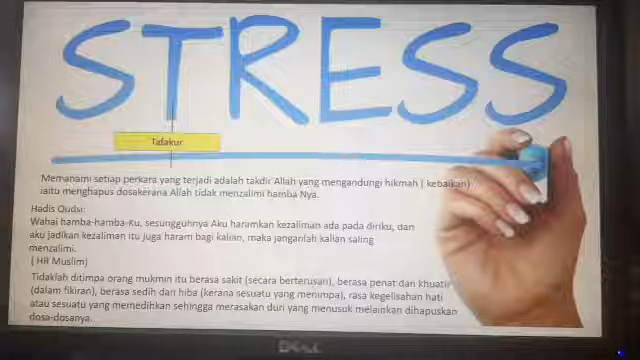 STRESS
Tafakur
Memahami setiap perkara yang terjadi adalah takdir Allah yang mengandungi hikmah ( kebaikan)
iaitu menghapus dosakerana Allah tidak menzalimi hamba Nya.
Hadis Qudsi:
Wahai hamba-hamba-Ku, sesungguhnya Aku haramkan kezaliman ada pada diriku, dan
aku jadikan kezaliman itu juga haram bagi kalian, maka janganlah kalian saling
menzalimi.
( HR Muslim)
Tidaklah ditimpa orang mukmin itu berasa sakit (secara berterusan), berasa penat dan khuatir
(dalam fikiran), berasa sedih dan hiba (kerana sesuatu yang menimpa), rasa kegelisahan hati
atau sesuatu yang memedihkan sehingga merasakan duri yang menusuk melainkan dihapuskan
dosa-dosanya.
DELL